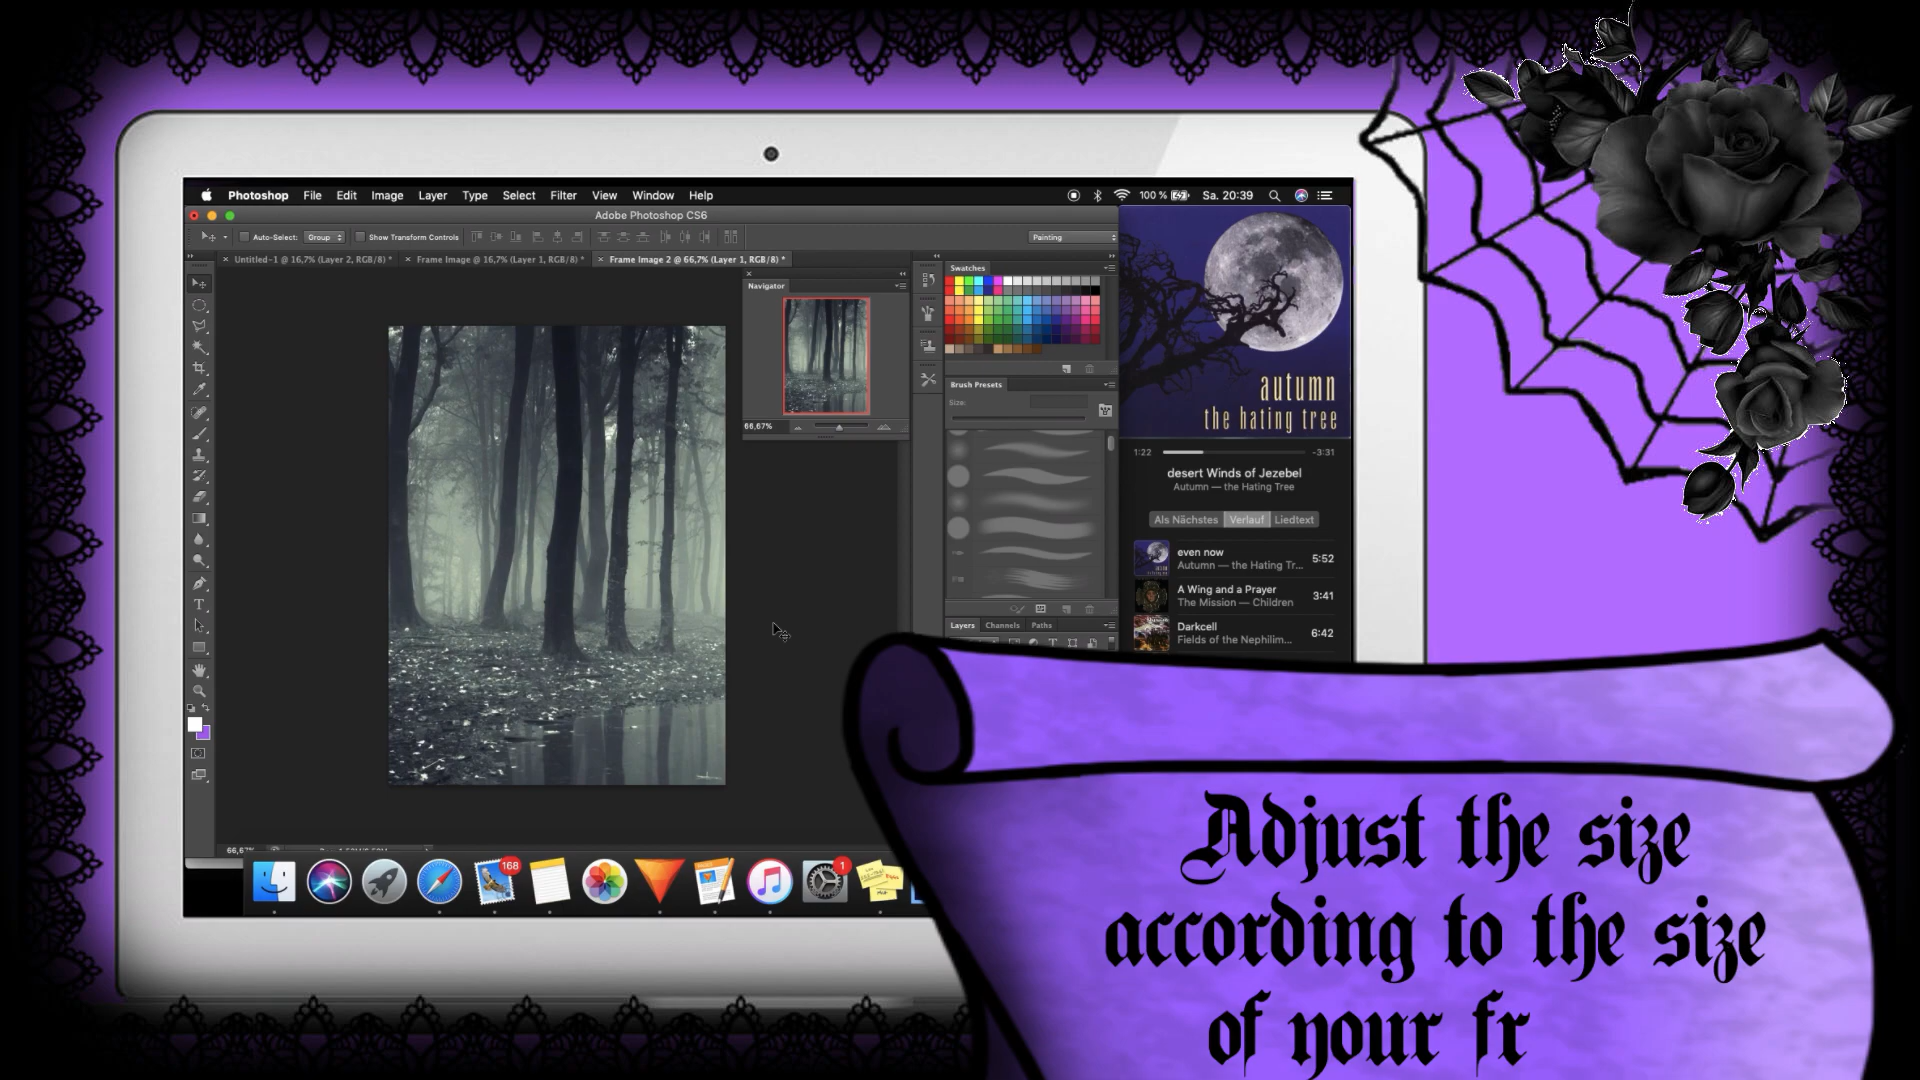 Photoshop File Edit Image Layer Type Select Filter View Window Help
100 % Sa. 20:39
Adobe Photoshop CS6
Auto-Select: Group Show Transform Controls
Painting
Untitled-1 @ 16,7% (Layer 2, RGB/8) *
Frame Image @ 16,7% (Layer 1, RGB/8) *
Frame Image 2 @ 66,7% (Layer 1, RGB/8) *
Navigator
66,67%
Swatches
Brush Presets
Size:
Layers Channels Paths
autumn
the hating tree
1:22 -3:31
desert Winds of Jezebel
Autumn — the Hating Tree
Als Nächstes Verlauf Liedtext
even now
Autumn — the Hating Tr... 5:52
A Wing and a Prayer
The Mission — Children 3:41
Darkcell
Fields of the Nephilim... 6:42
168
1
Adjust the size
according to the size
of your fr